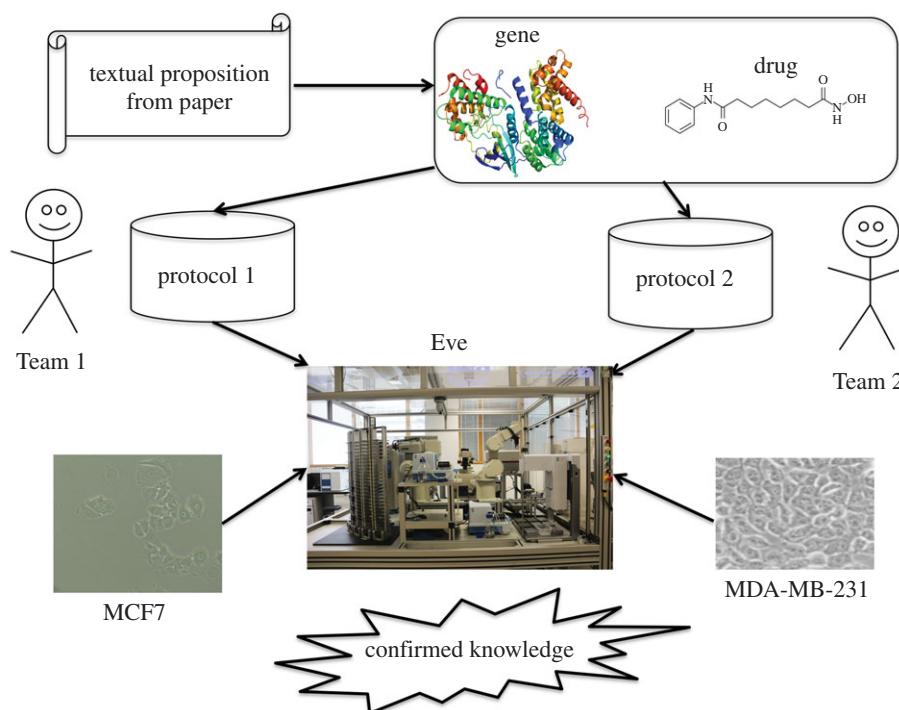 gene
textual proposition
from paper
drug
H
N
O
O
N
H
OH
protocol 1
protocol 2
Team 1
Eve
Team 2
MCF7
MDA-MB-231
confirmed knowledge